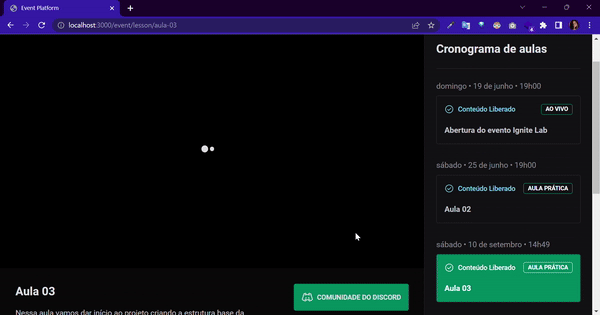 Event Platform
localhost:3000/event/lesson/aula-03
Cronograma de aulas
domingo • 19 de junho • 19h00
Conteúdo Liberado
AO VIVO
Abertura do evento Ignite Lab
sábado • 25 de junho • 19h00
Conteúdo Liberado
AULA PRÁTICA
Aula 02
sábado • 10 de setembro • 14h49
Conteúdo Liberado
AULA PRÁTICA
Aula 03
Aula 03
COMUNIDADE DO DISCORD
Nessa aula vamos dar início ao projeto criando a estrutura base da